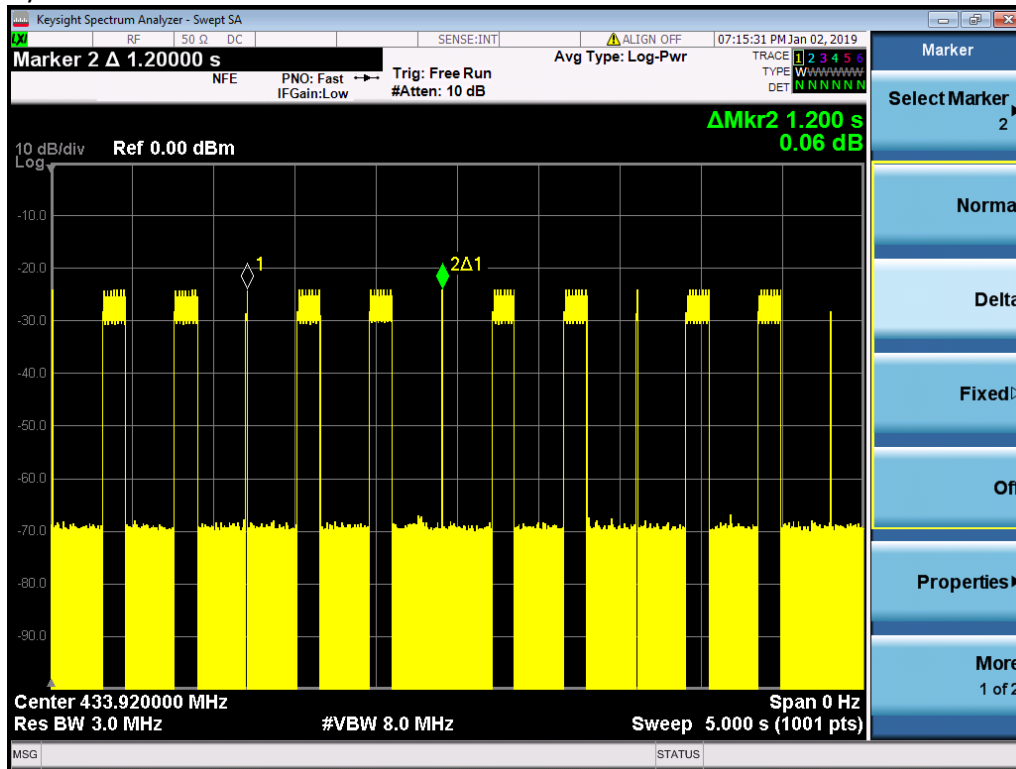 Keysight Spectrum Analyzer - Swept SA
LXI RF 50 Ω DC SENSE:INT ALIGN OFF 07:15:31 PM Jan 02, 2019
Marker 2 Δ 1.20000 s
NFE
PNO: Fast
IFGain:Low
Trig: Free Run
#Atten: 10 dB
Avg Type: Log-Pwr
TRACE 1 2 3 4 5 6
TYPE WWWWWW
DET N N N N N N
ΔMkr2 1.200 s
0.06 dB
10 dB/div Ref 0.00 dBm
Log
-10.0
-20.0
1
2Δ1
-30.0
-40.0
-50.0
-60.0
-70.0
-80.0
-90.0
Center 433.920000 MHz Span 0 Hz
Res BW 3.0 MHz #VBW 8.0 MHz Sweep 5.000 s (1001 pts)
MSG STATUS
Marker
Select Marker
2
Norma
Delta
Fixed
Off
Properties
More
1 of 2